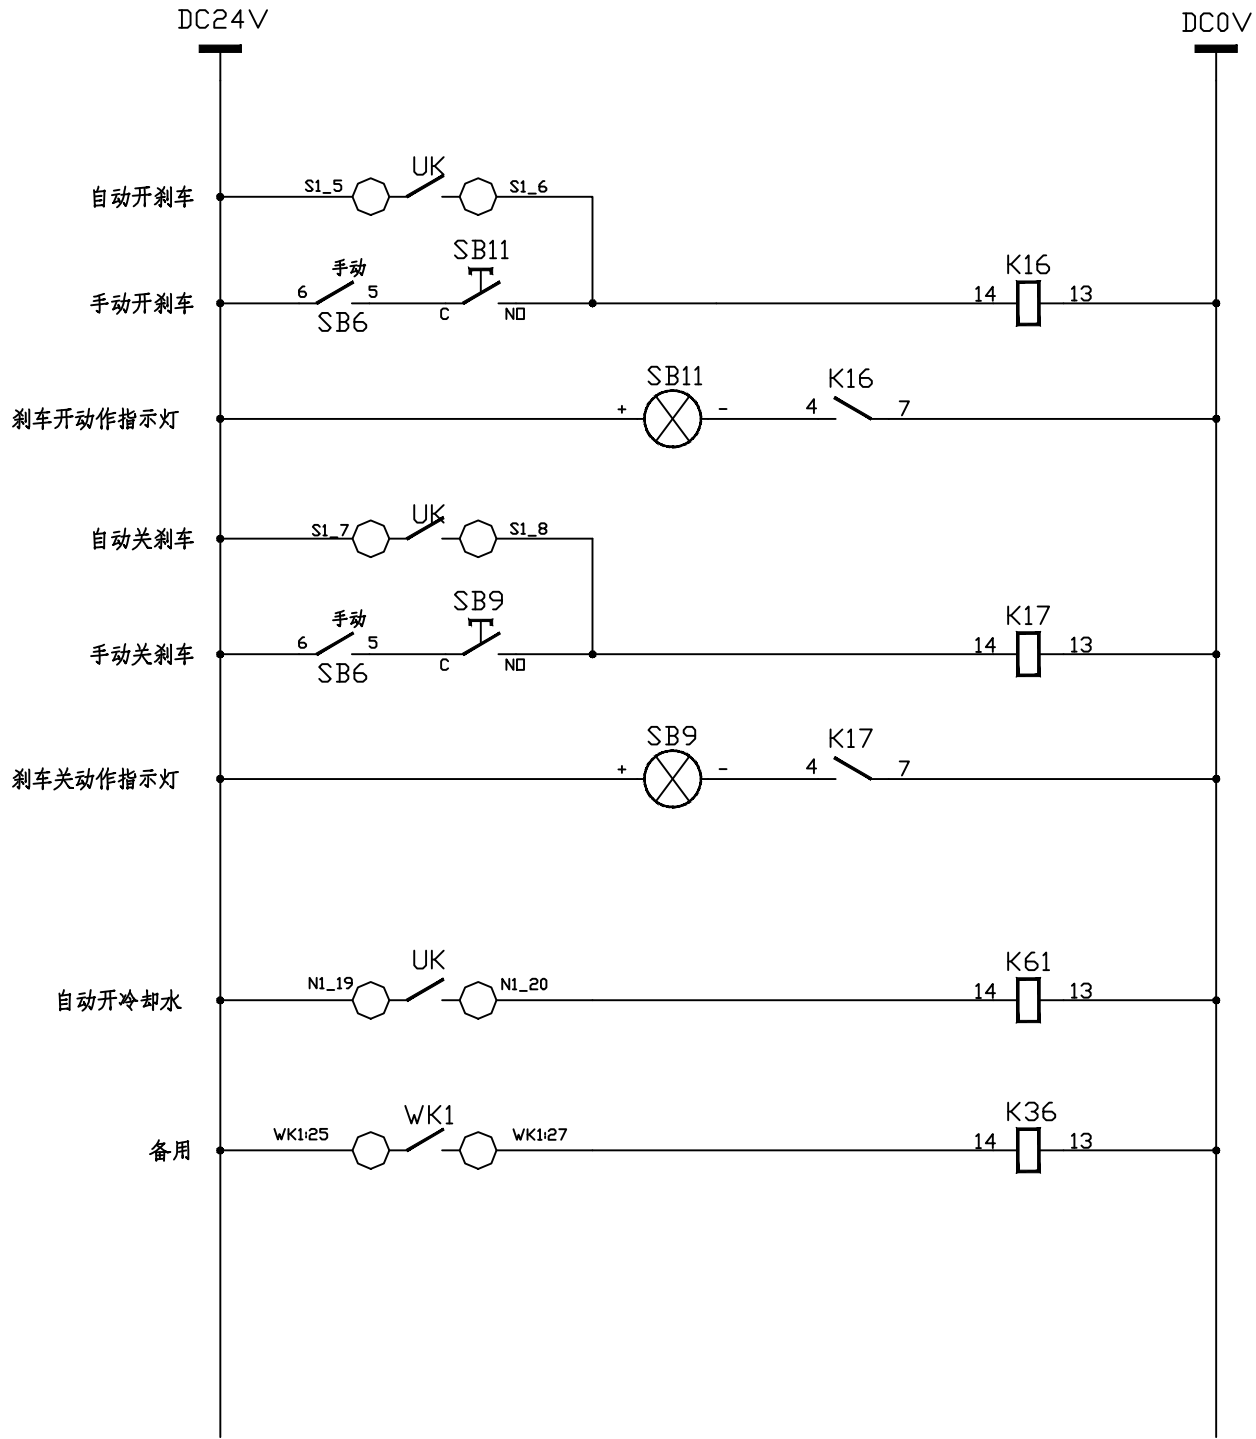 DC24V
DC0V
UK
自动开刹车
S1_5
S1_6
手动
SB11
K16
手动开刹车
6
5
C
NO
14
13
SB6
SB11
K16
刹车开动作指示灯
+
-
4
7
UK
自动关刹车
S1_7
S1_8
手动
SB9
K17
手动关刹车
6
5
C
NO
14
13
SB6
SB9
K17
刹车关动作指示灯
+
-
4
7
UK
K61
自动开冷却水
N1_19
N1_20
14
13
WK1
K36
备用
WK1:25
WK1:27
14
13